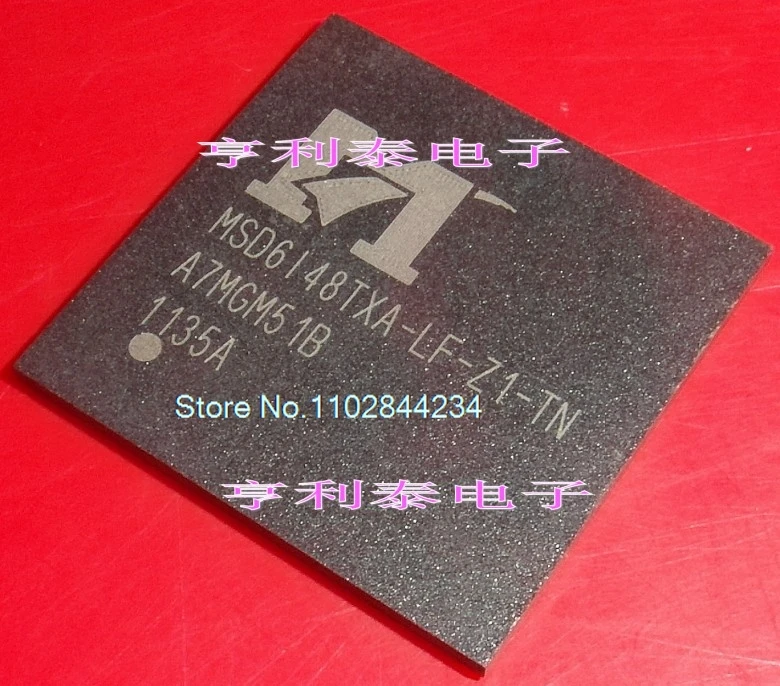 亨利泰电子
MSD6I48TXA-LF-Z1-TN
A7MGM51B
1135A
Store No.1102844234
亨利泰电子